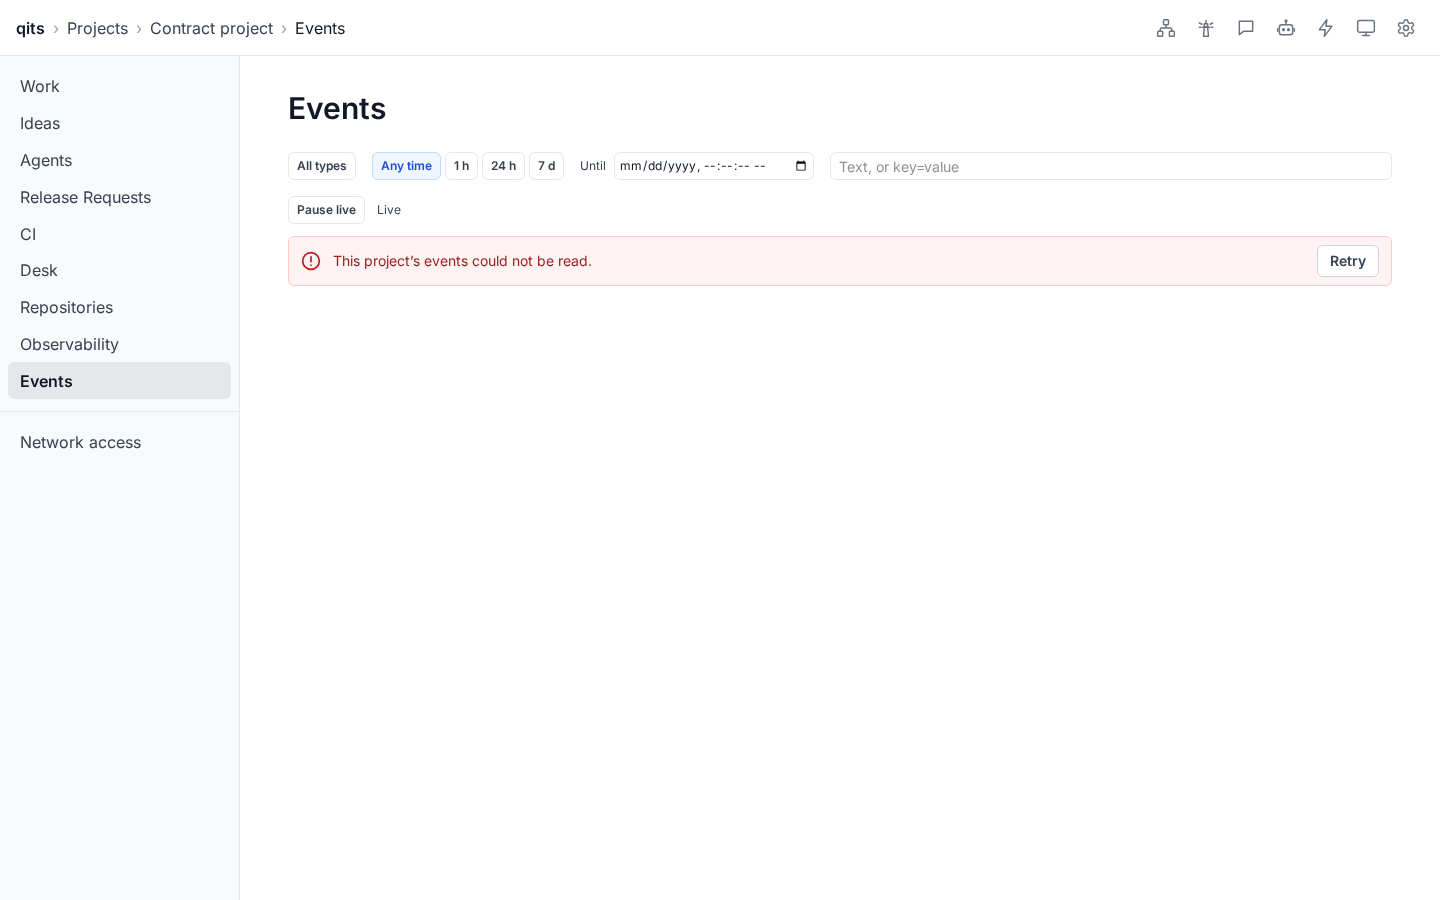 qits › Projects › Contract project › Events
Work
Ideas
Agents
Release Requests
CI
Desk
Repositories
Observability
Events
Network access
Events
All types Any time 1 h 24 h 7 d Until mm/dd/yyyy, --:--:-- -- Text, or key=value
Pause live Live
This project’s events could not be read. Retry